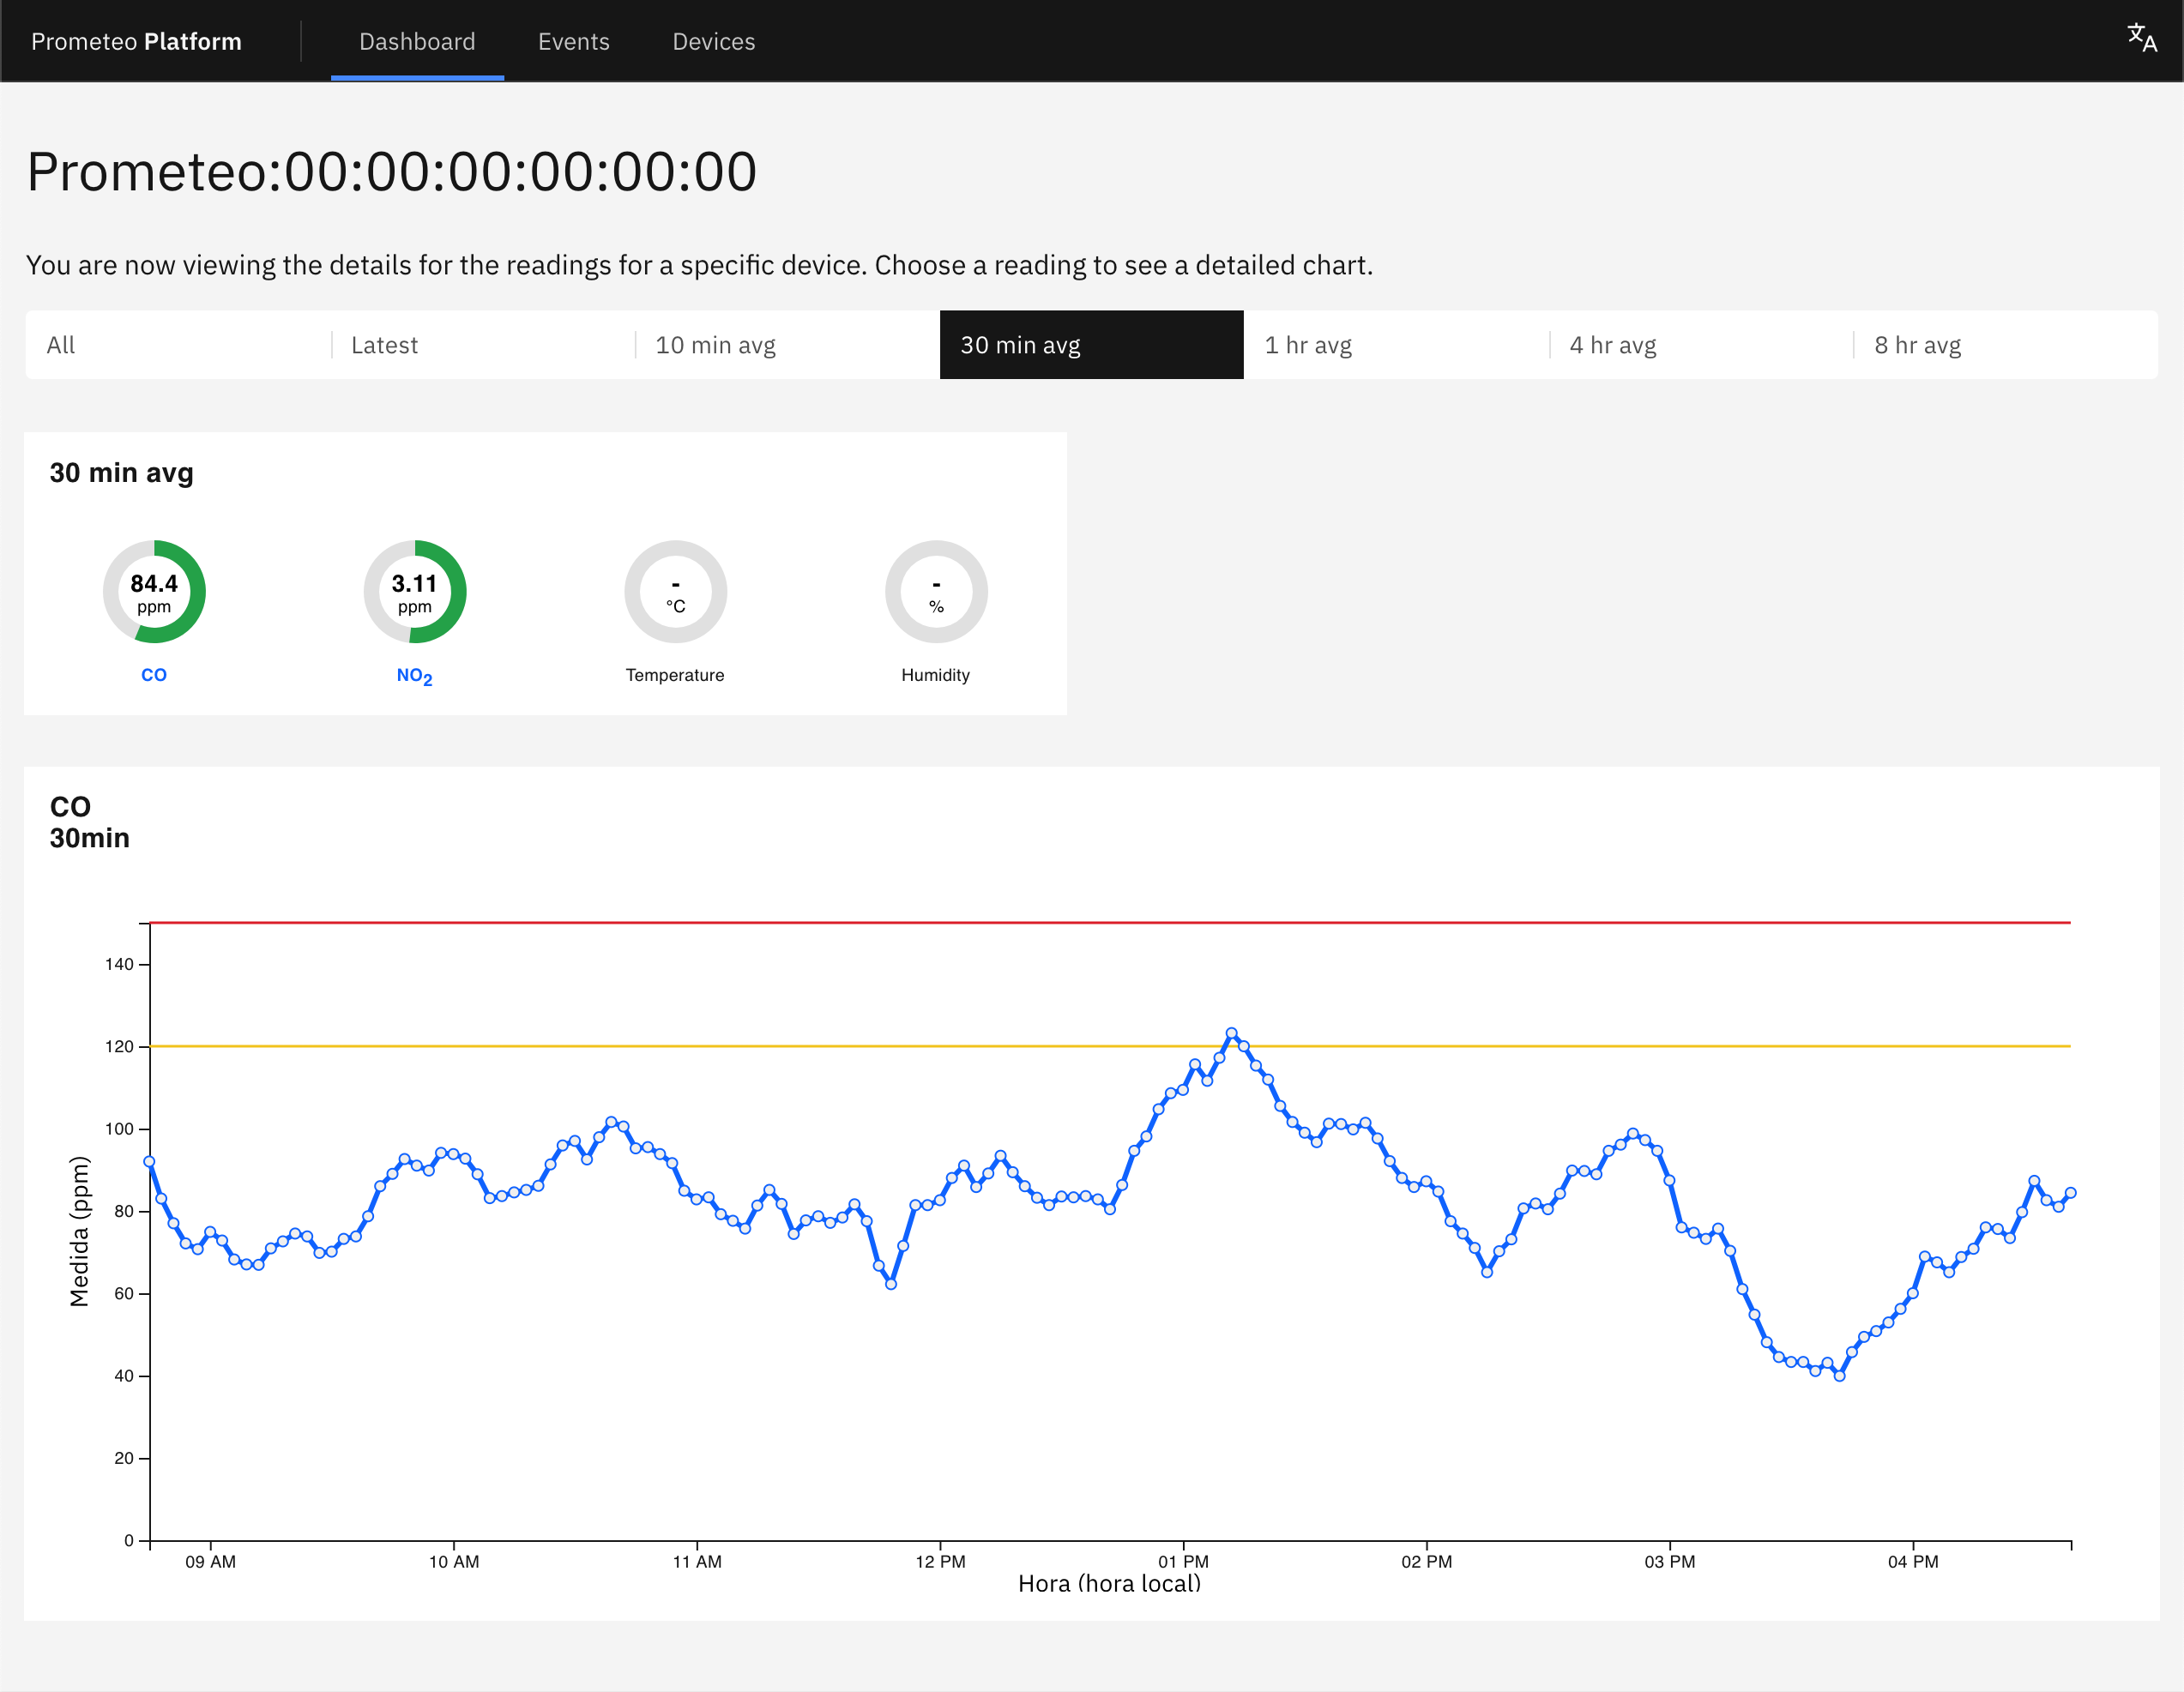 Prometeo Platform
Dashboard
Events
Devices
文A
Prometeo:00:00:00:00:00:00
You are now viewing the details for the readings for a specific device. Choose a reading to see a detailed chart.
All
Latest
10 min avg
30 min avg
1 hr avg
4 hr avg
8 hr avg
30 min avg
84.4
ppm
CO
3.11
ppm
NO2
-
°C
Temperature
-
%
Humidity
CO
30min
140
120
100
80
60
40
20
0
Medida (ppm)
09 AM
10 AM
11 AM
12 PM
01 PM
02 PM
03 PM
04 PM
Hora (hora local)